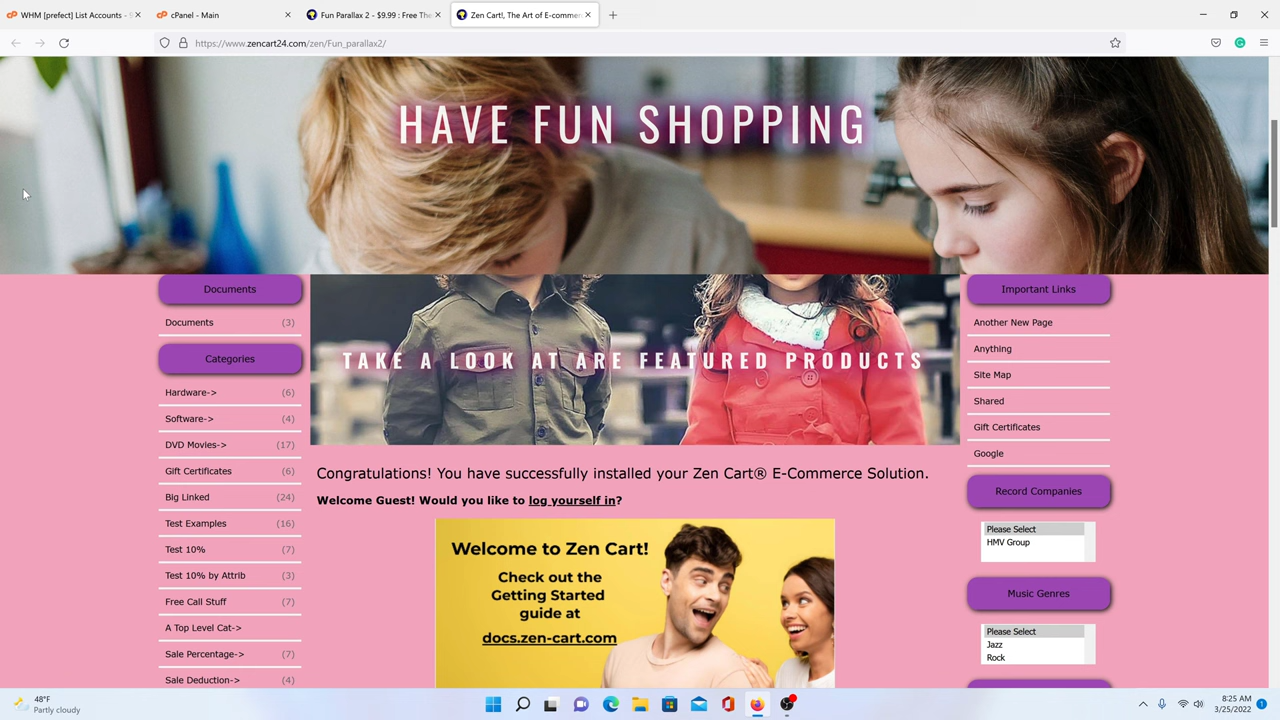 WHM [prefect] List Accounts - 9
cPanel - Main
Fun Parallax 2 - $9.99 : Free The
Zen Cart!, The Art of E-commer
https://www.zencart24.com/zen/Fun_parallax2/
HAVE FUN SHOPPING
Documents
Documents (3)
Categories
Hardware-> (6)
Software-> (4)
DVD Movies-> (17)
Gift Certificates (6)
Big Linked (24)
Test Examples (16)
Test 10% (7)
Test 10% by Attrib (3)
Free Call Stuff (7)
A Top Level Cat->
Sale Percentage-> (7)
Sale Deduction-> (4)
TAKE A LOOK AT ARE FEATURED PRODUCTS
Congratulations! You have successfully installed your Zen Cart® E-Commerce Solution.
Welcome Guest! Would you like to log yourself in?
Welcome to Zen Cart!
Check out the
Getting Started
guide at
docs.zen-cart.com
Important Links
Another New Page
Anything
Site Map
Shared
Gift Certificates
Google
Record Companies
Please Select
HMV Group
Music Genres
Please Select
Jazz
Rock
48°F
Partly cloudy
8:25 AM
3/25/2022
1